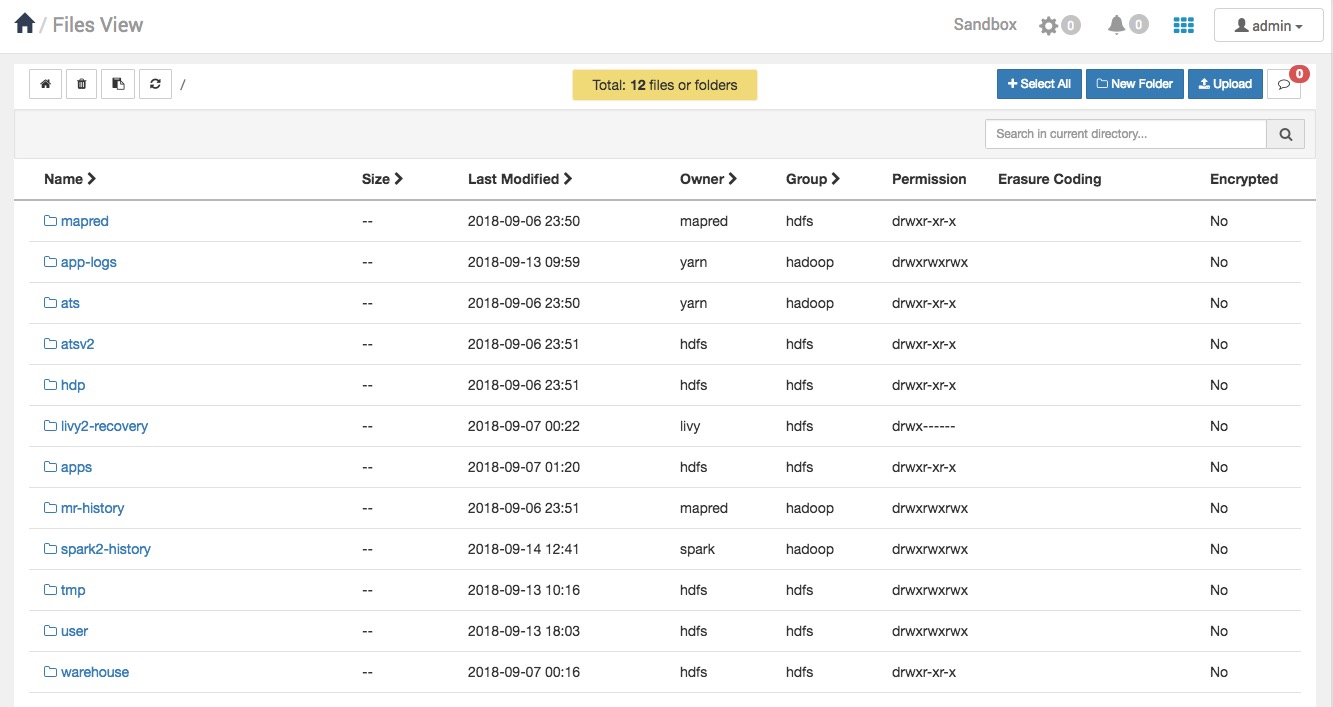 / Files View Sandbox 0 0 admin
/ Total: 12 files or folders Select All New Folder Upload 0
Search in current directory...
Name Size Last Modified Owner Group Permission Erasure Coding Encrypted
mapred -- 2018-09-06 23:50 mapred hdfs drwxr-xr-x No
app-logs -- 2018-09-13 09:59 yarn hadoop drwxrwxrwx No
ats -- 2018-09-06 23:50 yarn hadoop drwxr-xr-x No
atsv2 -- 2018-09-06 23:51 hdfs hdfs drwxr-xr-x No
hdp -- 2018-09-06 23:51 hdfs hdfs drwxr-xr-x No
livy2-recovery -- 2018-09-07 00:22 livy hdfs drwx------ No
apps -- 2018-09-07 01:20 hdfs hdfs drwxr-xr-x No
mr-history -- 2018-09-06 23:51 mapred hadoop drwxrwxrwx No
spark2-history -- 2018-09-14 12:41 spark hadoop drwxrwxrwx No
tmp -- 2018-09-13 10:16 hdfs hdfs drwxrwxrwx No
user -- 2018-09-13 18:03 hdfs hdfs drwxrwxrwx No
warehouse -- 2018-09-07 00:16 hdfs hdfs drwxr-xr-x No